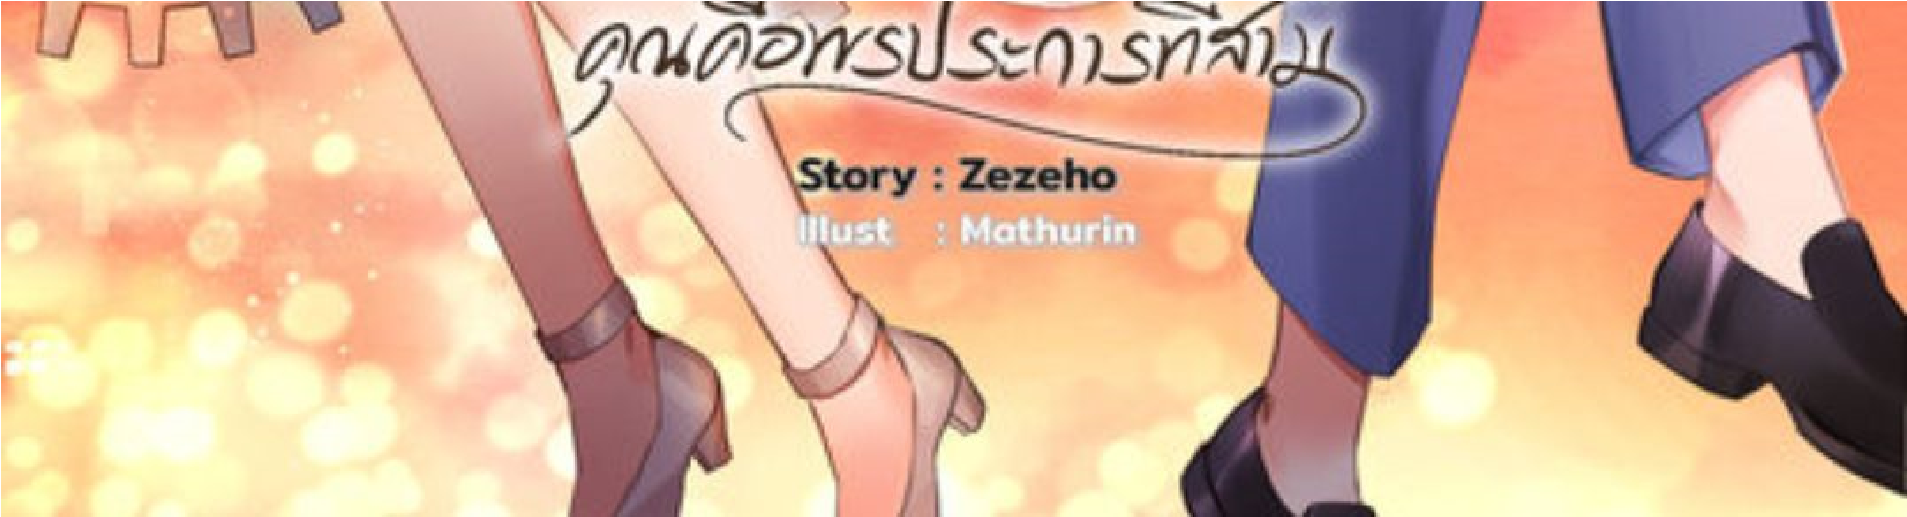 คุณคือพรประการที่สาม
Story : Zezeho
Illust : Mathurin